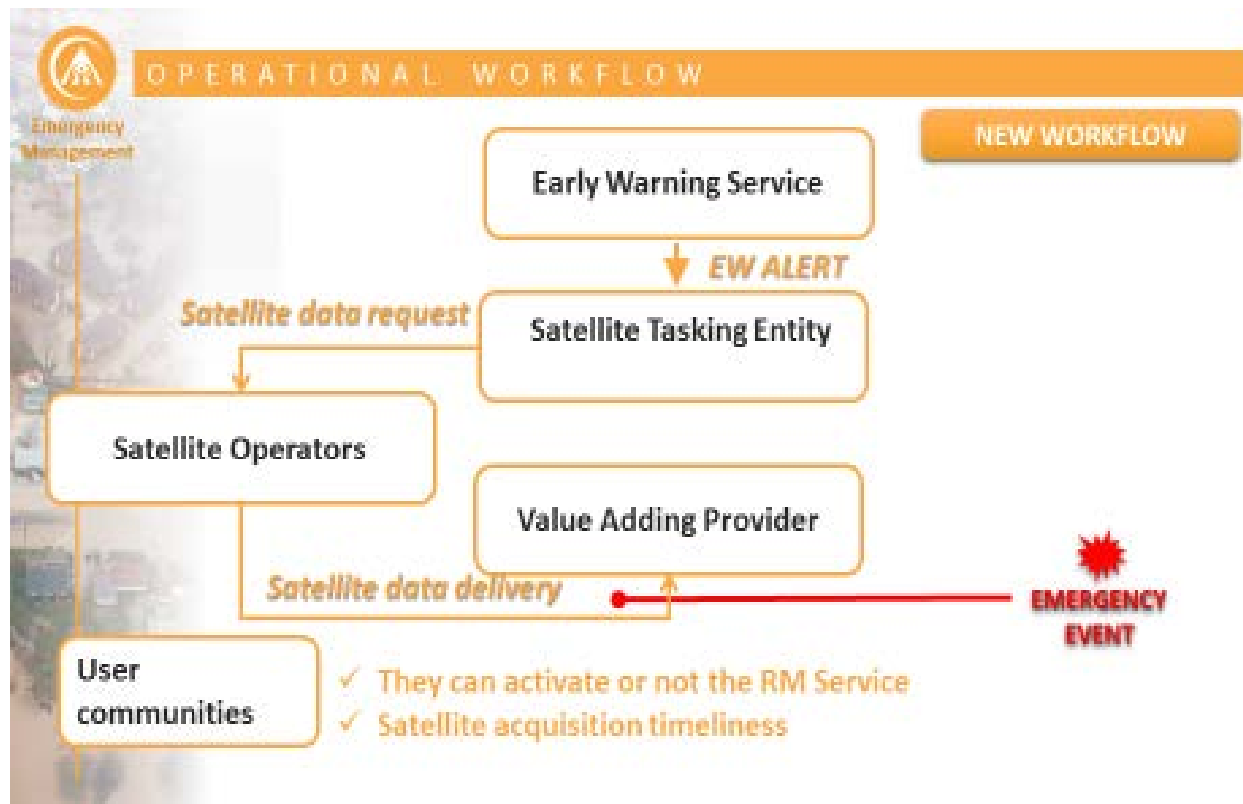 OPERATIONAL WORKFLOW
Emergency
Management
NEW WORKFLOW
Early Warning Service
EW ALERT
Satellite data request
Satellite Tasking Entity
Satellite Operators
Value Adding Provider
Satellite data delivery
EMERGENCY
EVENT
User
communities
✓ They can activate or not the RM Service
✓ Satellite acquisition timeliness